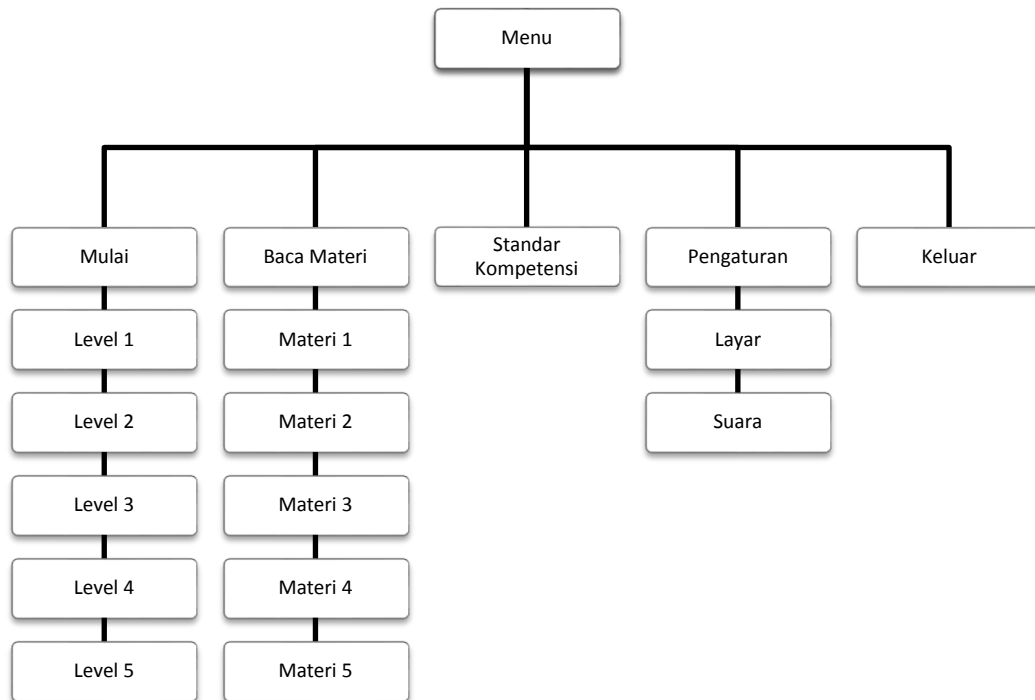 Menu
Mulai
Baca Materi
Standar
Kompetensi
Pengaturan
Keluar
Level 1
Materi 1
Layar
Level 2
Materi 2
Suara
Level 3
Materi 3
Level 4
Materi 4
Level 5
Materi 5